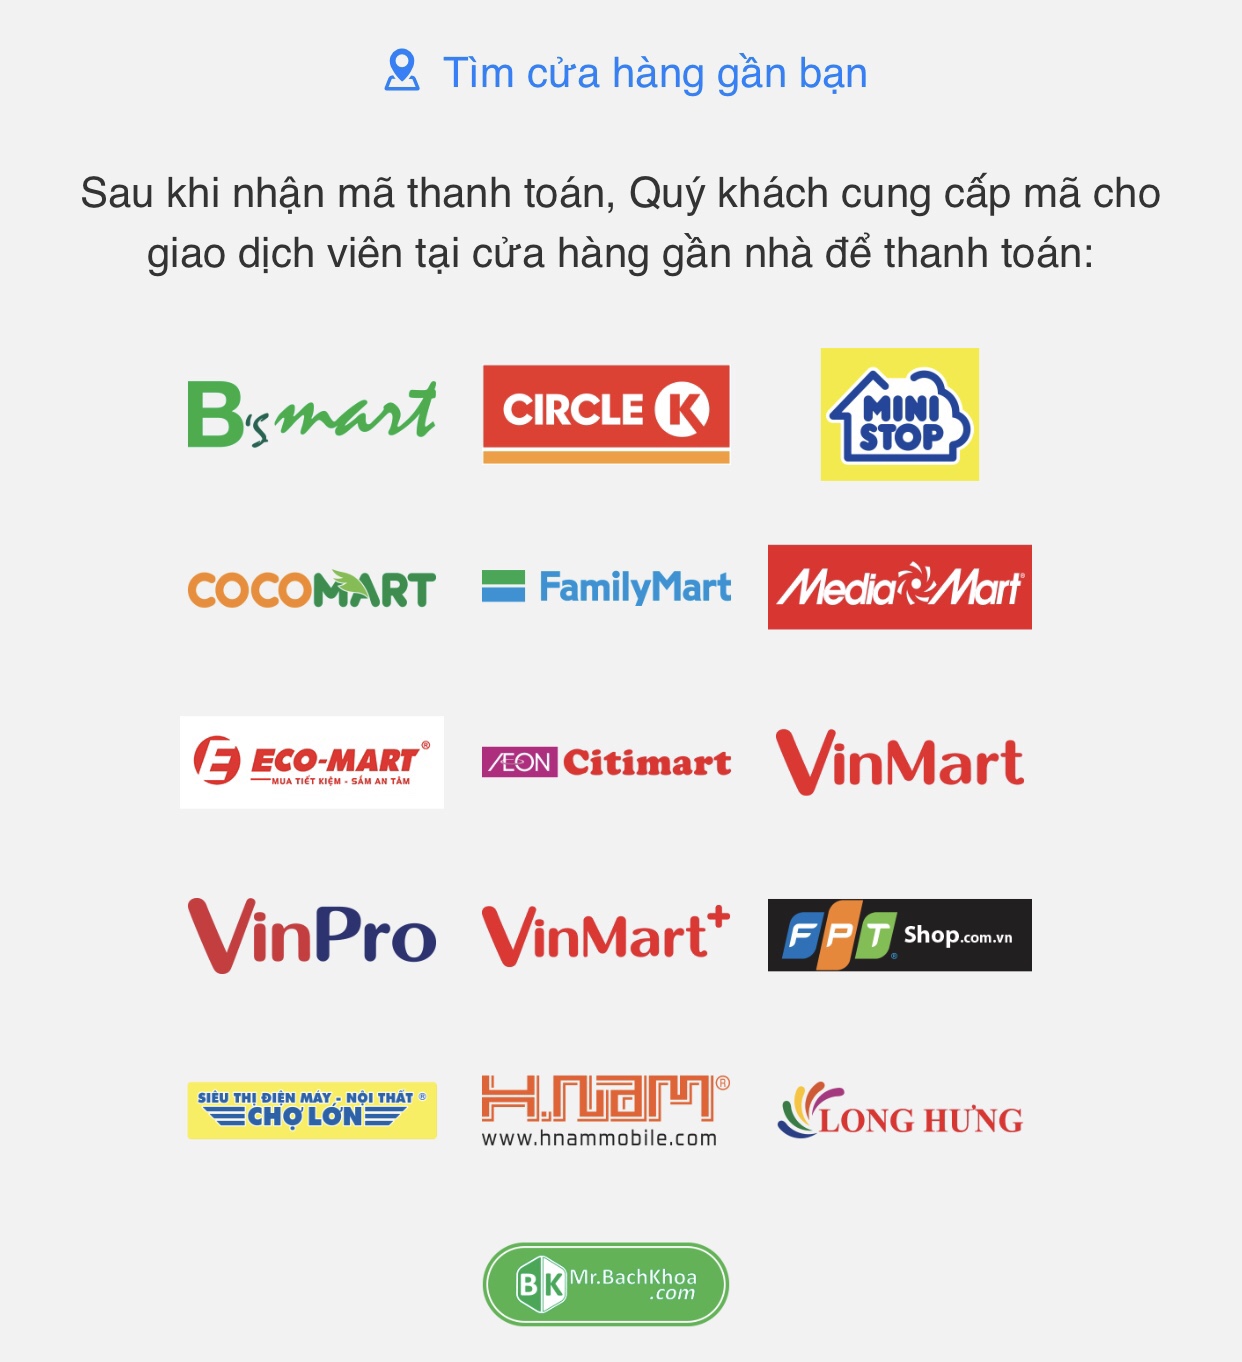 Tìm cửa hàng gần bạn
Sau khi nhận mã thanh toán, Quý khách cung cấp mã cho
giao dịch viên tại cửa hàng gần nhà để thanh toán:
B's mart
CIRCLE K
MINI
STOP
COCOMART
FamilyMart
Media Mart®
ECO-MART®
MUA TIẾT KIỆM - SẮM AN TÂM
ÆON Citimart
VinMart
VinPro
VinMart+
FPT® Shop.com.vn
SIÊU THỊ ĐIỆN MÁY - NỘI THẤT ®
CHỢ LỚN
H.NAM®
www.hnammobile.com
LONG HƯNG
BK Mr.BachKhoa
.com